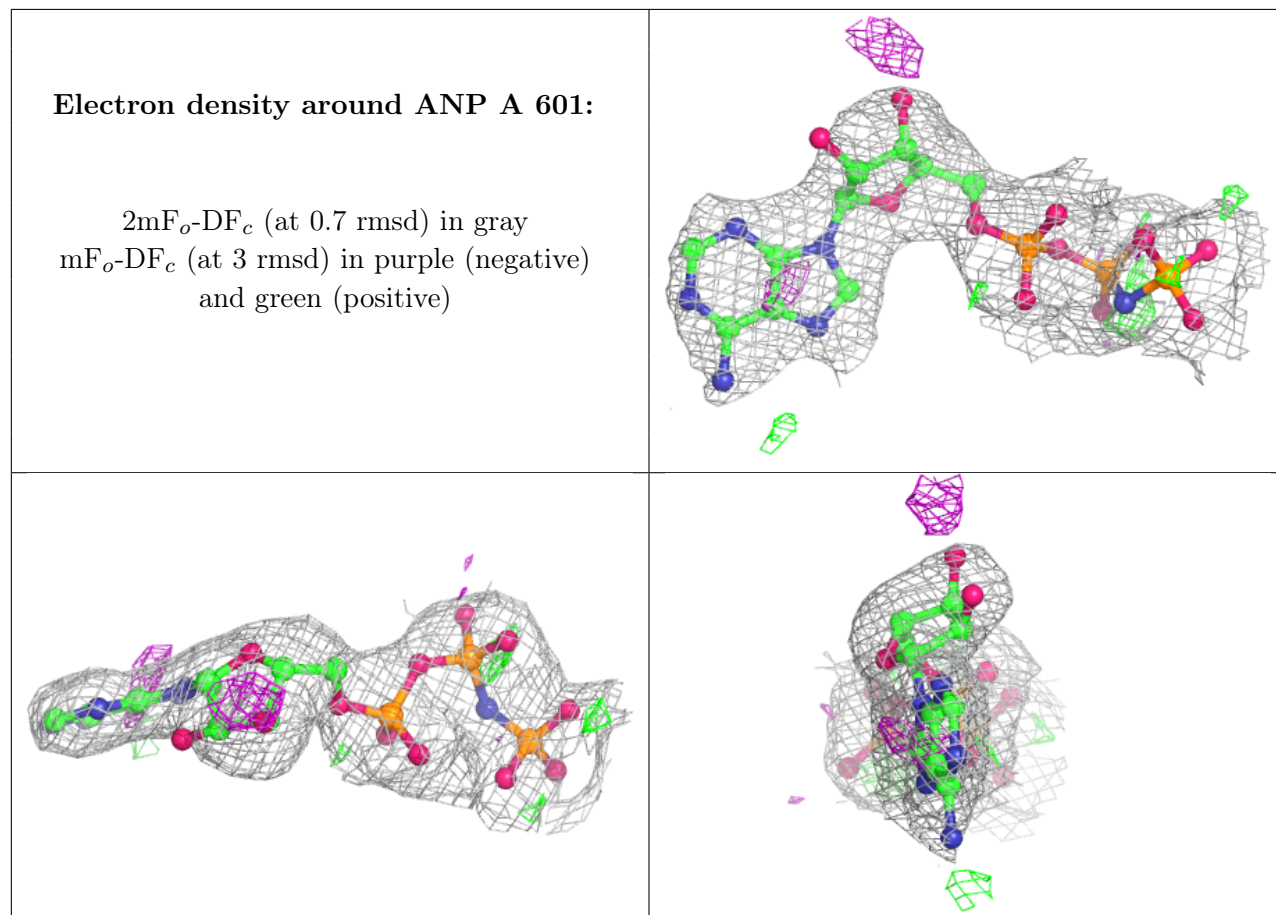 Electron density around ANP A 601:
2mFo-DFc (at 0.7 rmsd) in gray
mFo-DFc (at 3 rmsd) in purple (negative)
and green (positive)